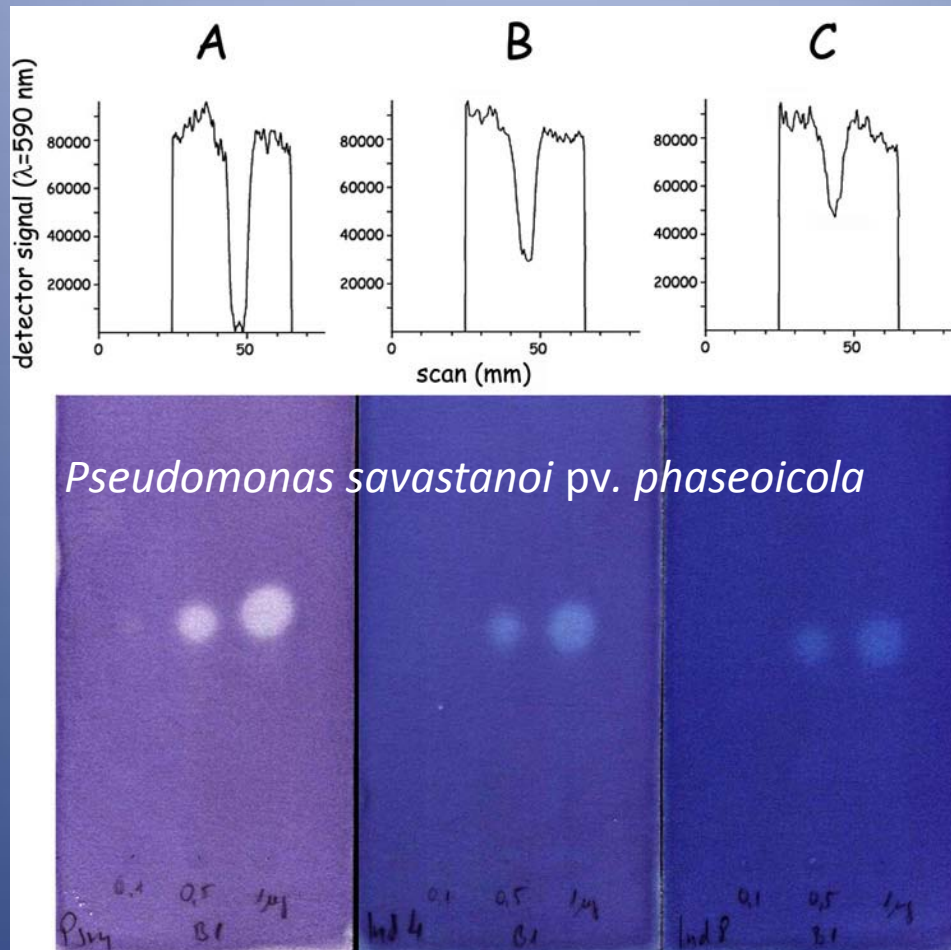 A B C
detector signal (λ=590 nm)
80000 80000 80000
60000 60000 60000
40000 40000 40000
20000 20000 20000
0 50 0 50 0 50
scan (mm)
Pseudomonas savastanoi pv. phaseoicola
0,1 0,5 1µg 0,1 0,5 1µg 0,1 0,5 1µg
B1 Ind 4 B1 Ind 8 B1